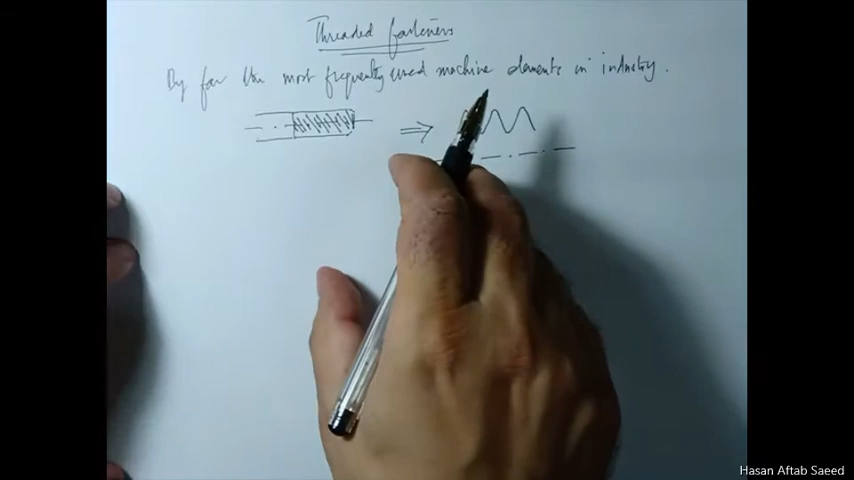 Threaded fasteners
By far the most frequently used machine elements in industry.
Hasan Aftab Saeed